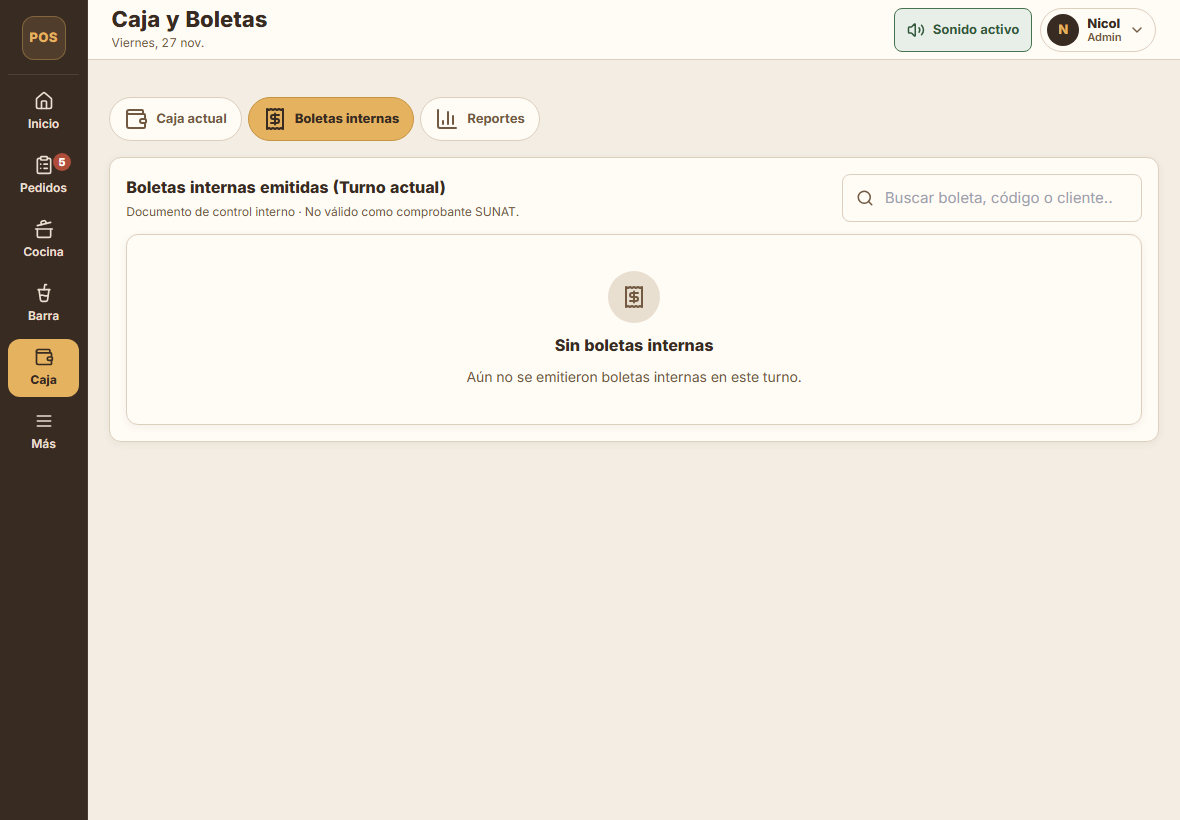 POS
Inicio
5
Pedidos
Cocina
Barra
Caja
Más
Caja y Boletas
Viernes, 27 nov.
Sonido activo
N
Nicol
Admin
Caja actual
Boletas internas
Reportes
Boletas internas emitidas (Turno actual)
Documento de control interno · No válido como comprobante SUNAT.
Buscar boleta, código o cliente..
Sin boletas internas
Aún no se emitieron boletas internas en este turno.